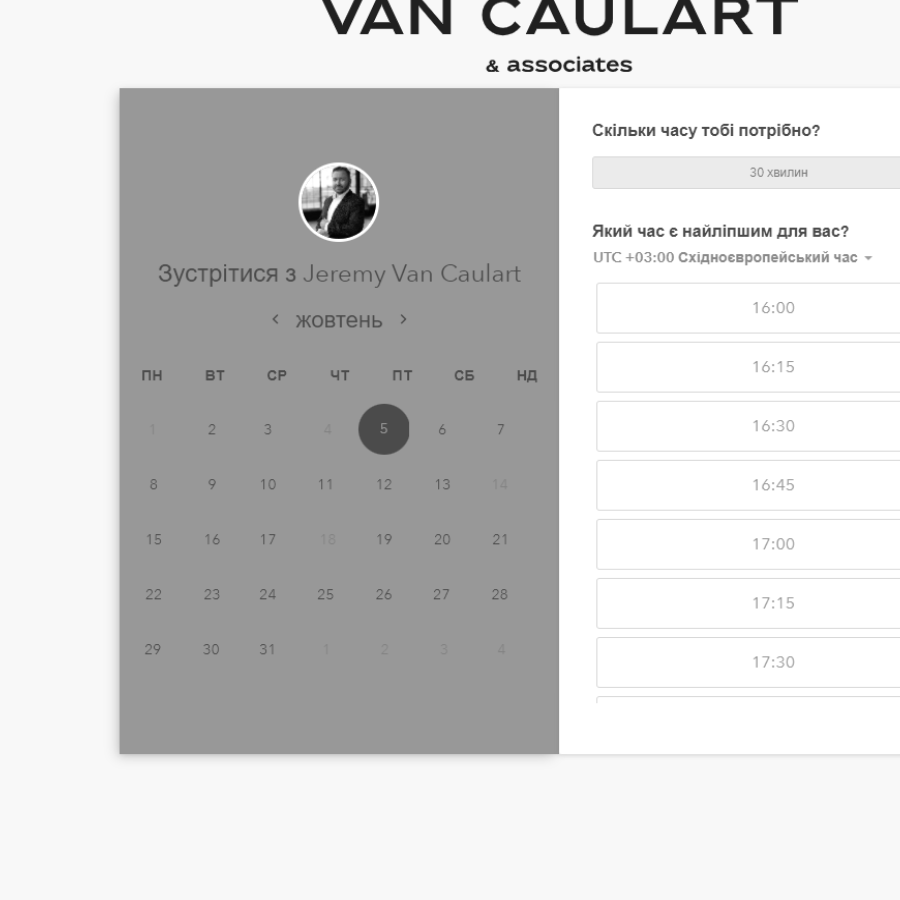 VAN CAULART
& associates
Зустрітися з Jeremy Van Caulart
жовтень
ПН ВТ СР ЧТ ПТ СБ НД
1 2 3 4 5 6 7
8 9 10 11 12 13 14
15 16 17 18 19 20 21
22 23 24 25 26 27 28
29 30 31 1 2 3 4
Скільки часу тобі потрібно?
30 хвилин
Який час є найліпшим для вас?
UTC +03:00 Східноєвропейський час
16:00
16:15
16:30
16:45
17:00
17:15
17:30